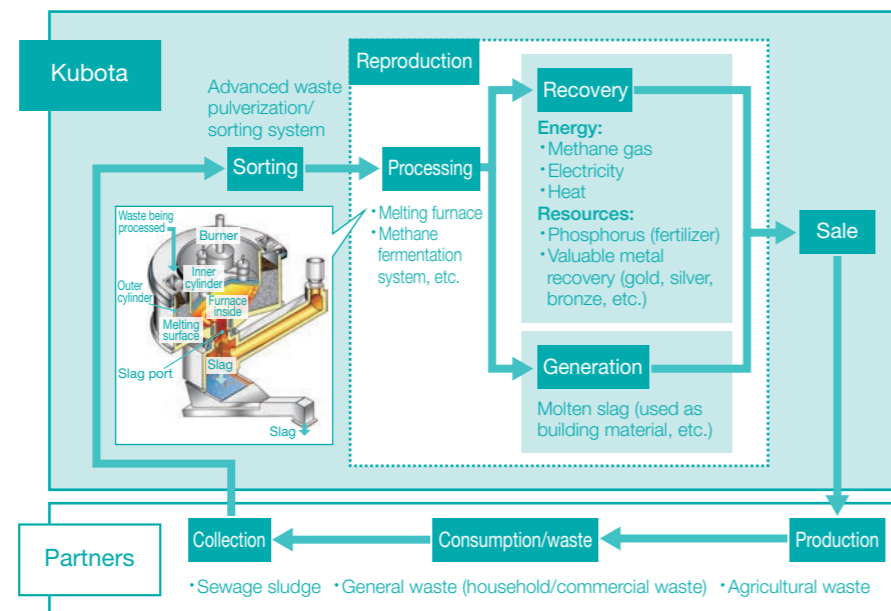 Kubota
Advanced waste
pulverization/
sorting system
Sorting
Reproduction
Processing
・Melting furnace
・Methane
fermentation
system, etc.
Recovery
Energy:
・Methane gas
・Electricity
・Heat
Resources:
・Phosphorus (fertilizer)
・Valuable metal
recovery (gold, silver,
bronze, etc.)
Generation
Molten slag (used as
building material, etc.)
Sale
Waste being
processed
Burner
Inner
cylinder
Outer
cylinder
Furnace
inside
Melting
surface
Slag port
Slag
Slag
Partners
Collection
Consumption/waste
Production
・Sewage sludge ・General waste (household/commercial waste) ・Agricultural waste